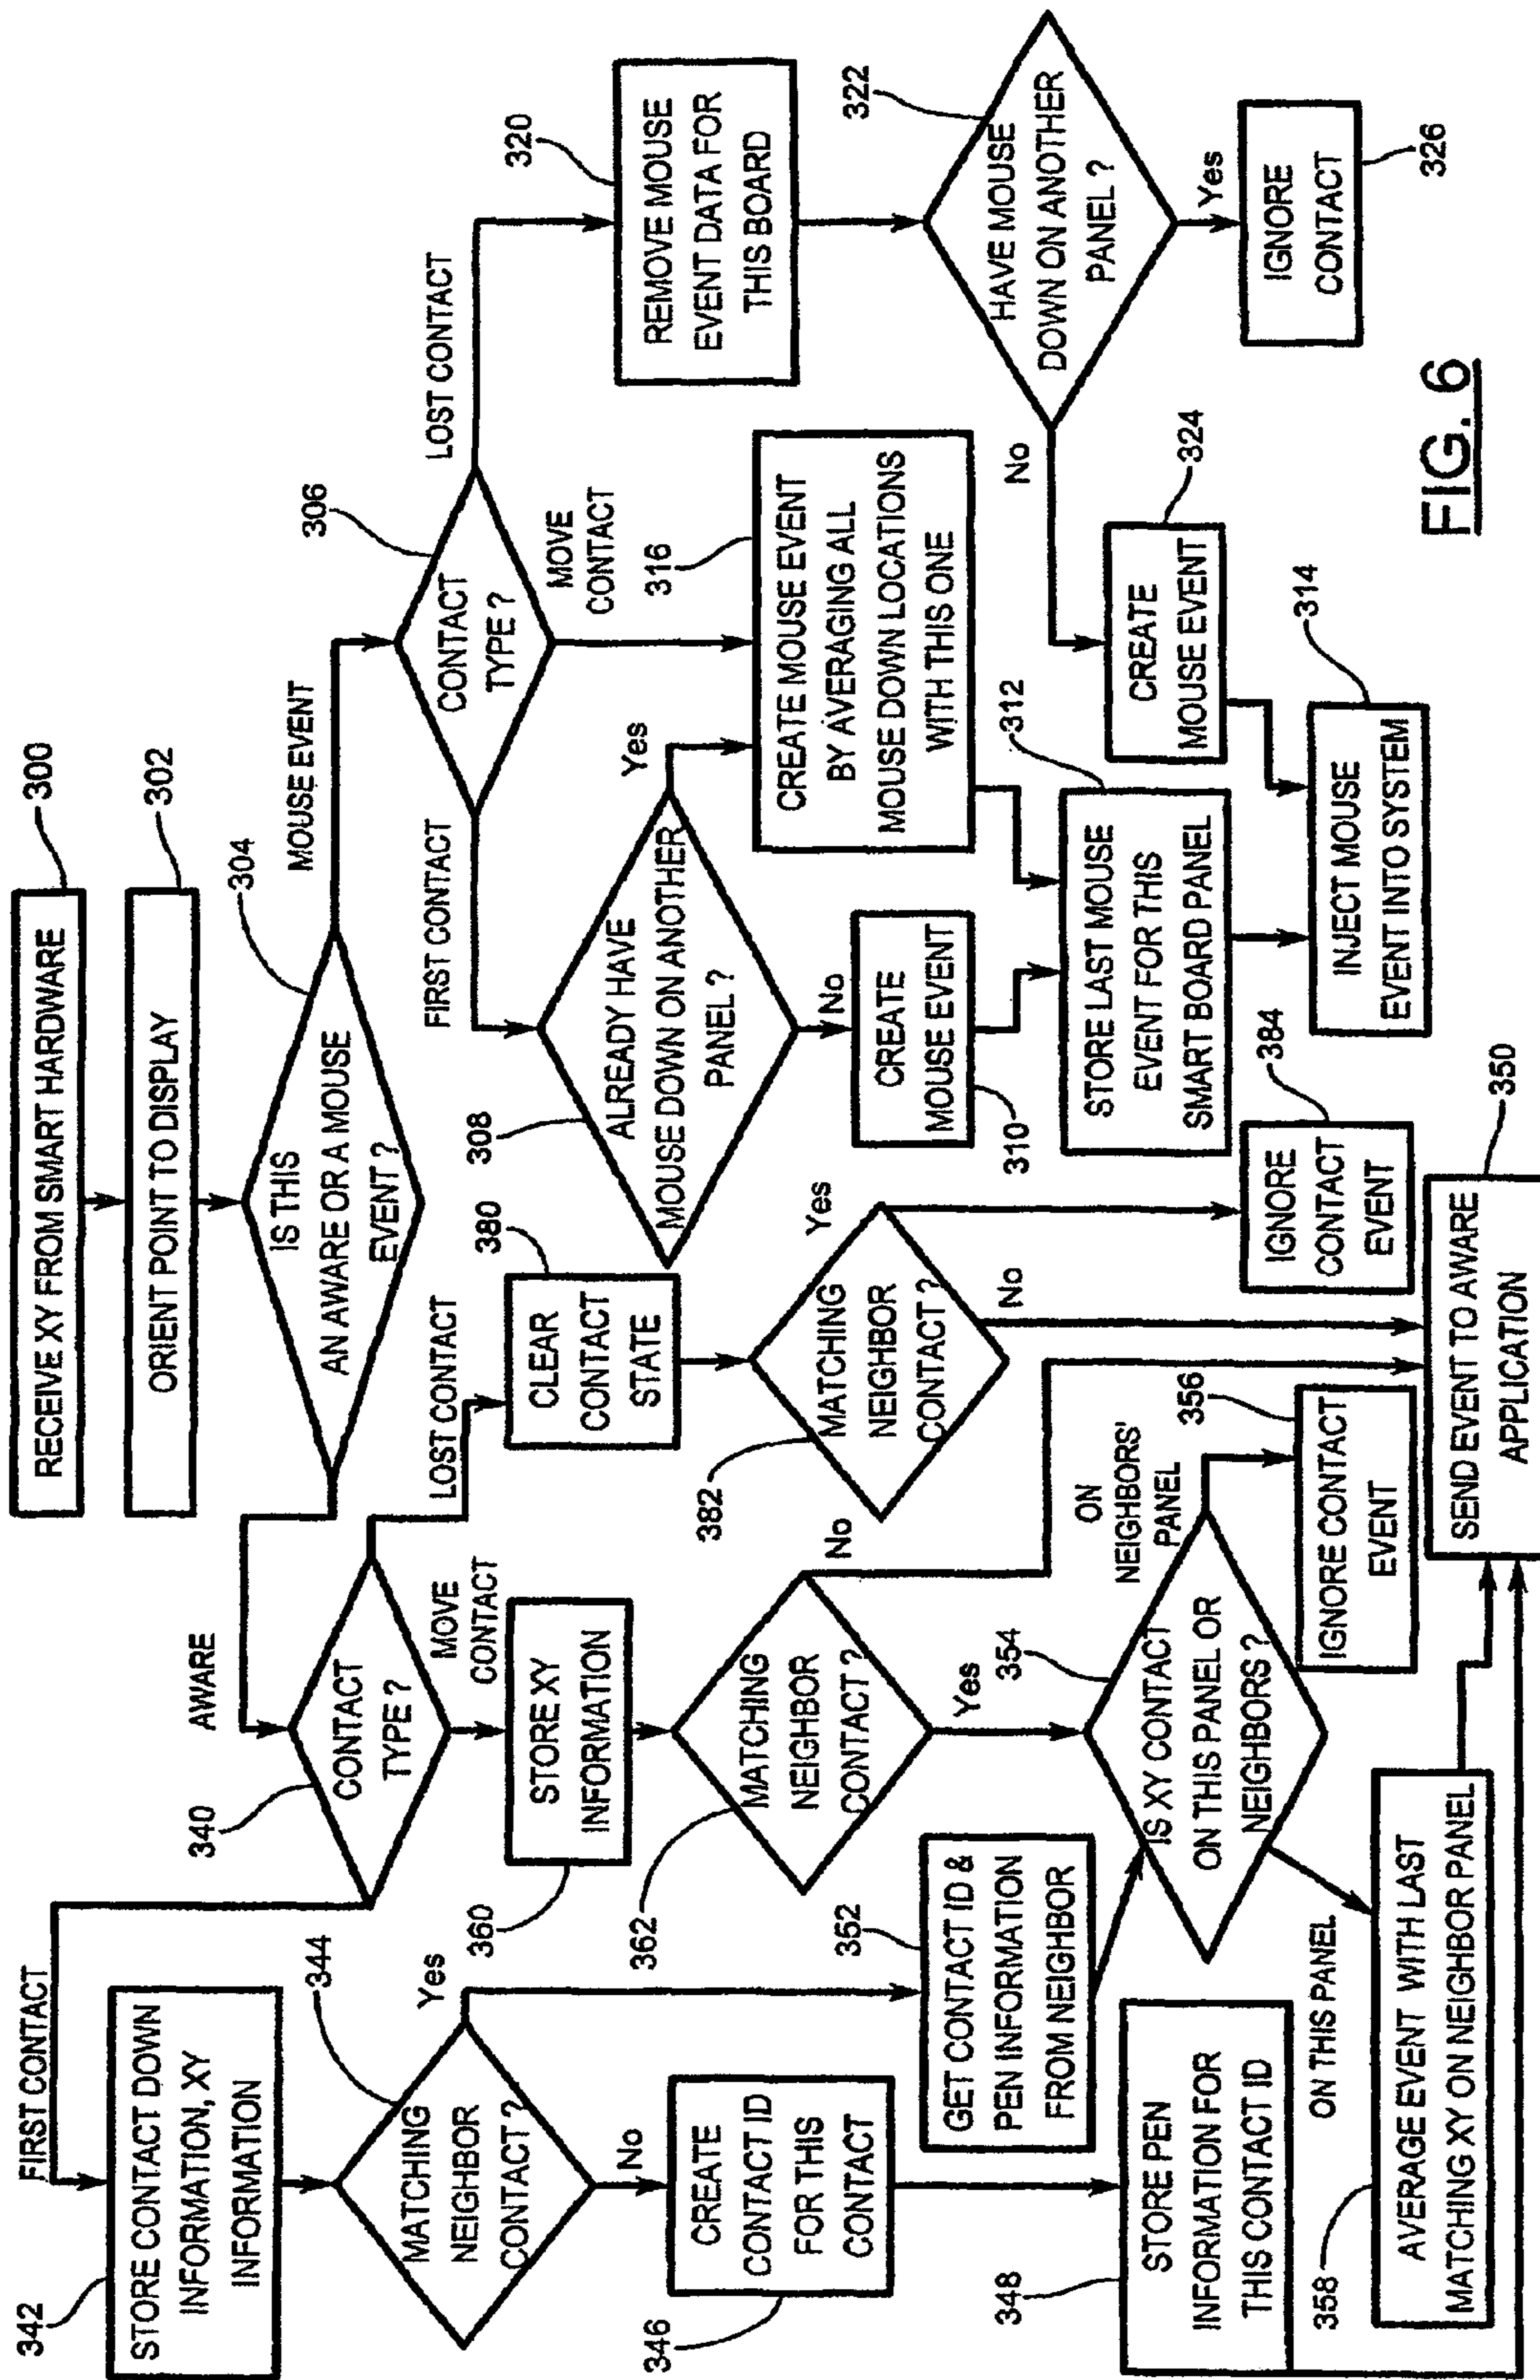 RECEIVE XY FROM SMART HARDWARE
300
ORIENT POINT TO DISPLAY
302
IS THIS
AN AWARE OR A MOUSE
EVENT ?
304
AWARE
MOUSE EVENT
CONTACT
TYPE ?
340
FIRST CONTACT
MOVE
CONTACT
LOST CONTACT
STORE CONTACT DOWN
INFORMATION, XY
INFORMATION
342
MATCHING
NEIGHBOR
CONTACT ?
344
Yes
No
CREATE
CONTACT ID
FOR THIS
CONTACT
346
STORE PEN
INFORMATION FOR
THIS CONTACT ID
348
GET CONTACT ID &
PEN INFORMATION
FROM NEIGHBOR
352
STORE XY
INFORMATION
360
MATCHING
NEIGHBOR
CONTACT ?
362
No
Yes
IS XY CONTACT
ON THIS PANEL OR
NEIGHBORS ?
354
ON
NEIGHBORS'
PANEL
IGNORE CONTACT
EVENT
356
ON THIS PANEL
AVERAGE EVENT WITH LAST
MATCHING XY ON NEIGHBOR PANEL
358
CLEAR
CONTACT
STATE
380
MATCHING
NEIGHBOR
CONTACT ?
382
Yes
No
IGNORE
CONTACT
EVENT
384
SEND EVENT TO AWARE
APPLICATION
350
CONTACT
TYPE ?
306
FIRST CONTACT
MOVE
CONTACT
LOST CONTACT
ALREADY HAVE
MOUSE DOWN ON ANOTHER
PANEL ?
308
Yes
No
CREATE
MOUSE EVENT
310
CREATE MOUSE EVENT
BY AVERAGING ALL
MOUSE DOWN LOCATIONS
WITH THIS ONE
316
STORE LAST MOUSE
EVENT FOR THIS
SMART BOARD PANEL
312
INJECT MOUSE
EVENT INTO SYSTEM
314
REMOVE MOUSE
EVENT DATA FOR
THIS BOARD
320
HAVE MOUSE
DOWN ON ANOTHER
PANEL ?
322
No
Yes
CREATE
MOUSE EVENT
324
IGNORE
CONTACT
326
FIG. 6